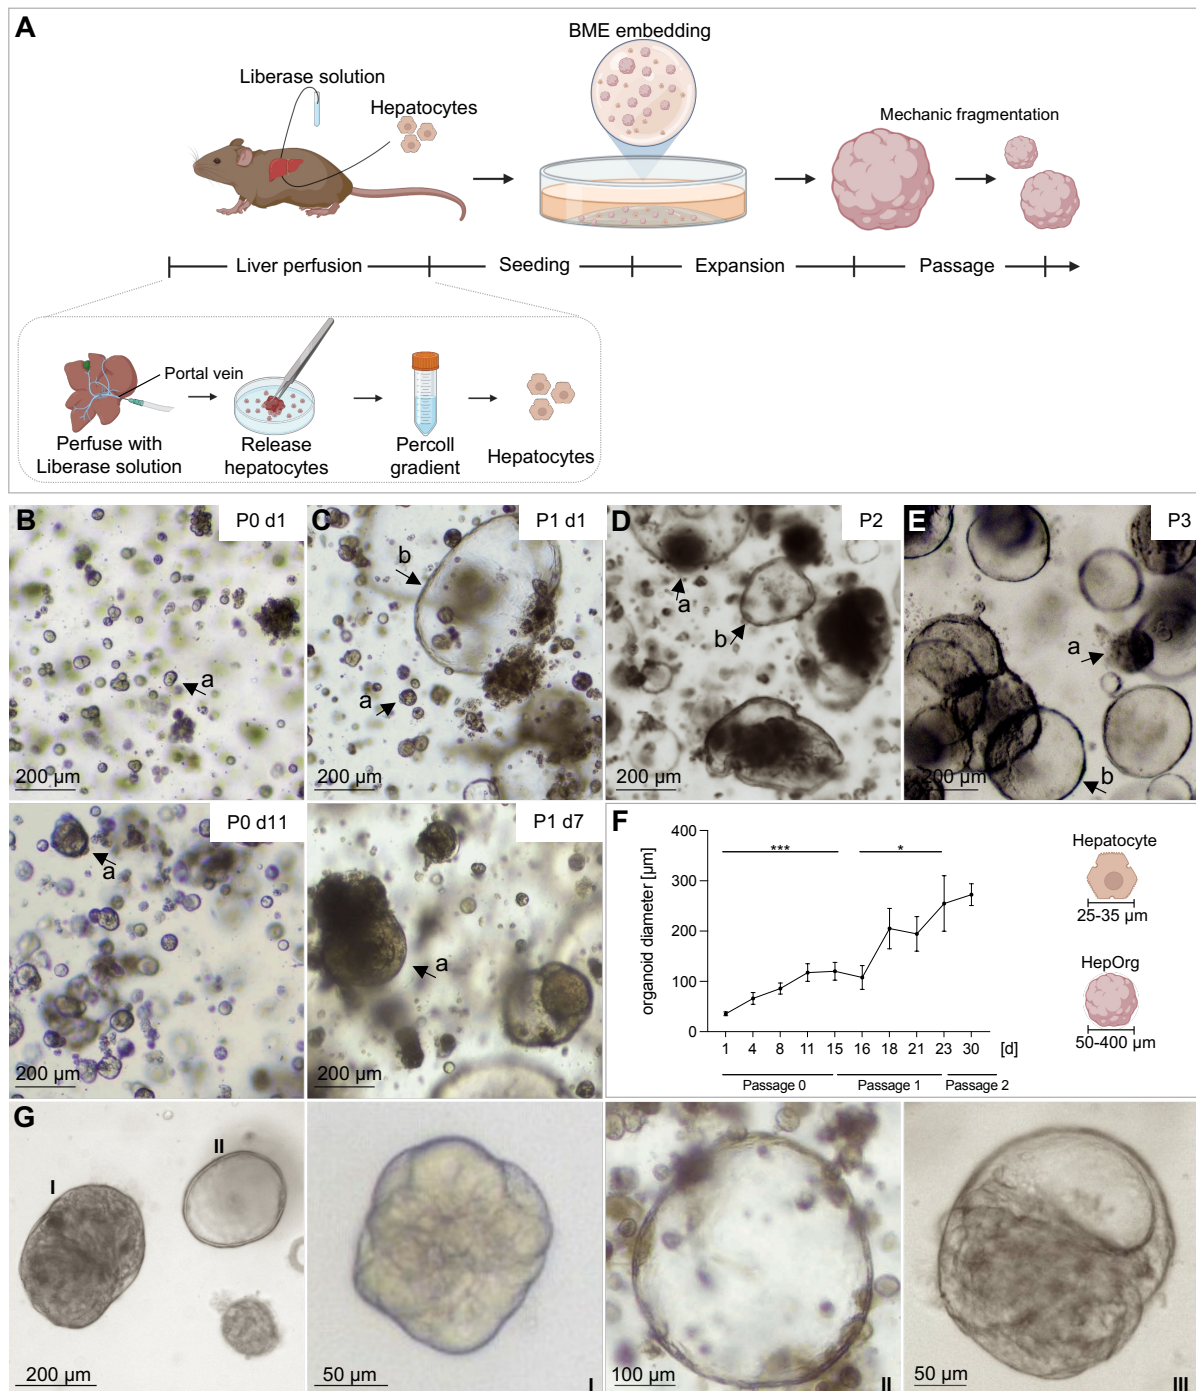 A
BME embedding
Liberase solution
Hepatocytes
Mechanic fragmentation
Liver perfusion
Seeding
Expansion
Passage
Portal vein
Perfuse with
Liberase solution
Release
hepatocytes
Percoll
gradient
Hepatocytes
B
P0 d1
a
200 µm
C
P1 d1
b
a
200 µm
D
P2
a
b
200 µm
E
P3
a
b
200 µm
P0 d11
a
200 µm
P1 d7
a
200 µm
F
organoid diameter [µm]
400
300
200
100
0
***
*
1 4 8 11 15 16 18 21 23 30 [d]
Passage 0 Passage 1 Passage 2
Hepatocyte
25-35 µm
HepOrg
50-400 µm
G
I
II
200 µm
50 µm
I
100 µm
II
50 µm
III